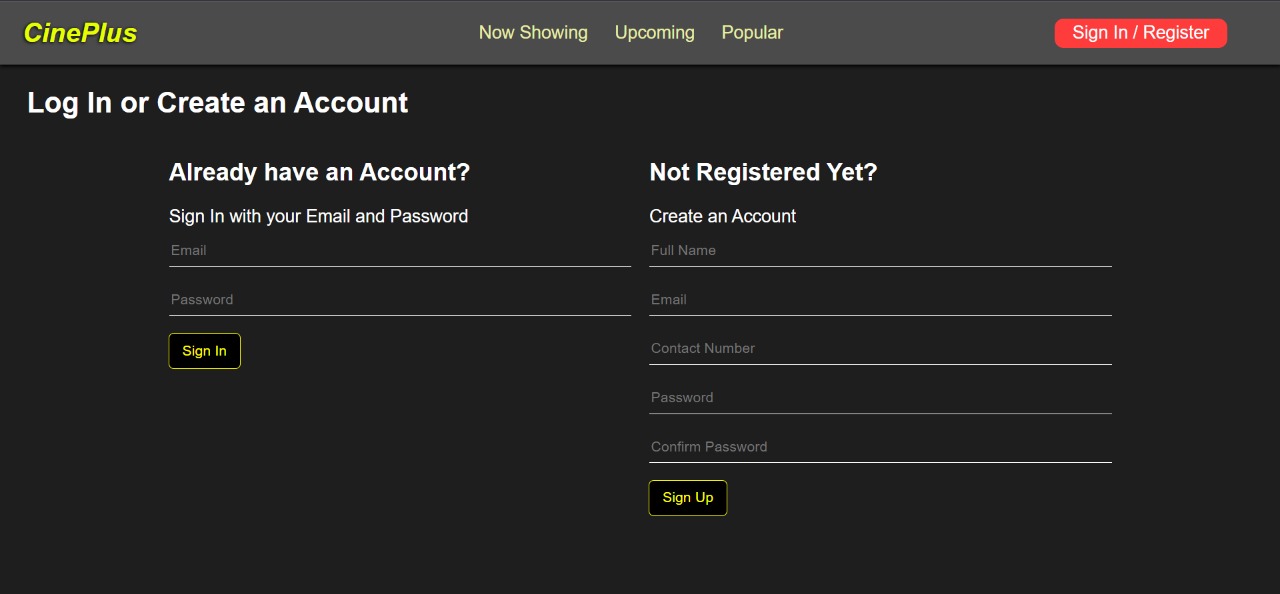 CinePlus
Now Showing Upcoming Popular
Sign In / Register
Log In or Create an Account
Already have an Account?
Sign In with your Email and Password
Email
Password
Sign In
Not Registered Yet?
Create an Account
Full Name
Email
Contact Number
Password
Confirm Password
Sign Up